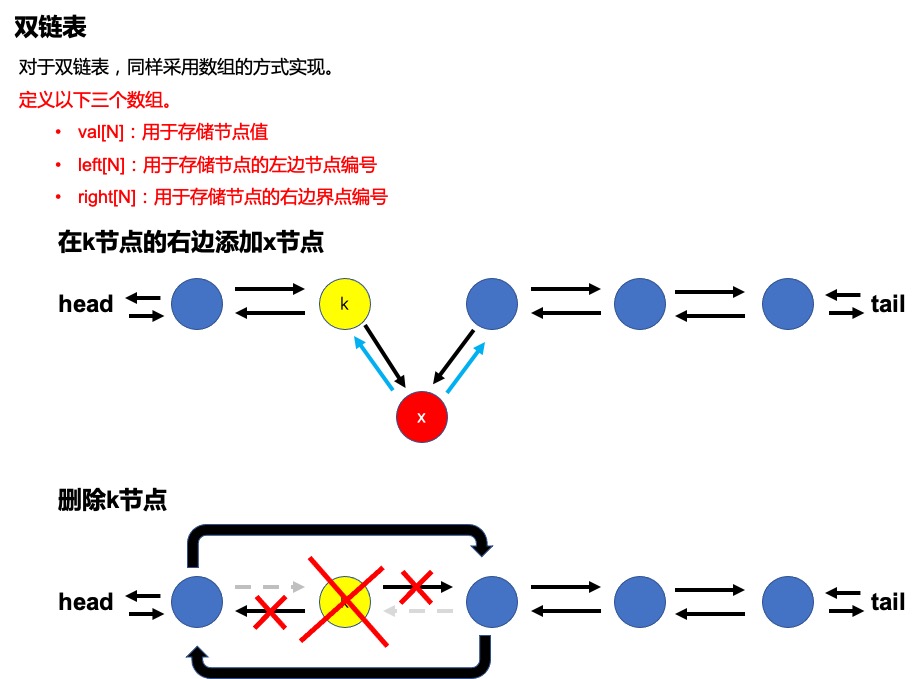 双链表
对于双链表，同样采用数组的方式实现。
定义以下三个数组。
• val[N]：用于存储节点值
• left[N]：用于存储节点的左边节点编号
• right[N]：用于存储节点的右边界点编号
在k节点的右边添加x节点
head k tail
x
删除k节点
head tail